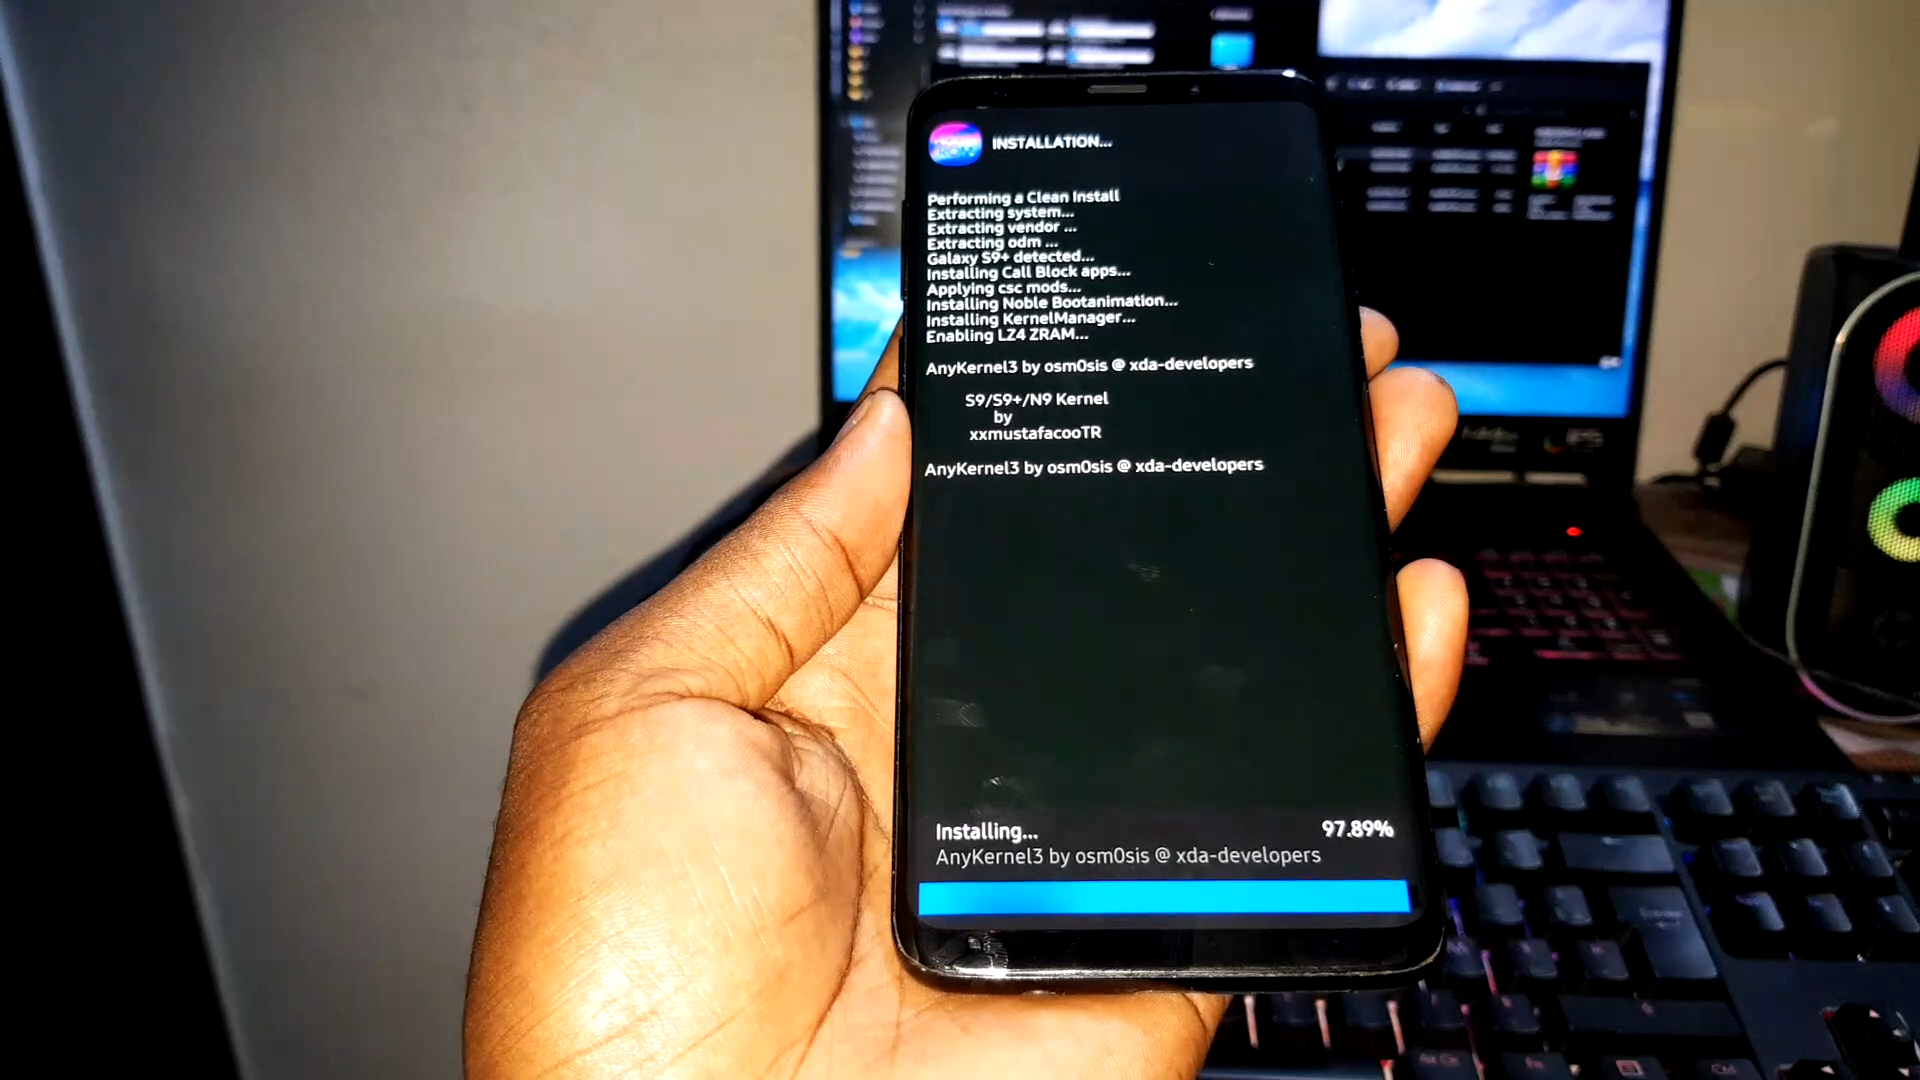 ROM
INSTALLATION...
Performing a Clean Install
Extracting system...
Extracting vendor ...
Extracting odm ...
Galaxy S9+ detected...
Installing Call Block apps...
Applying csc mods...
Installing Noble Bootanimation...
Installing KernelManager...
Enabling LZ4 ZRAM...
AnyKernel3 by osm0sis @ xda-developers
S9/S9+/N9 Kernel
by
xxmustafacooTR
AnyKernel3 by osm0sis @ xda-developers
Installing...
97.89%
AnyKernel3 by osm0sis @ xda-developers